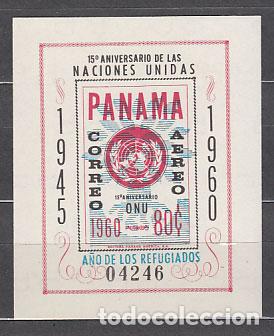 15º ANIVERSARIO DE LAS
NACIONES UNIDAS
1945
1960
PANAMA
CORREO
AEREO
15º ANIVERSARIO
ONU
1960 80¢
AÑO DE LOS REFUGIADOS
04246
todocoleccion